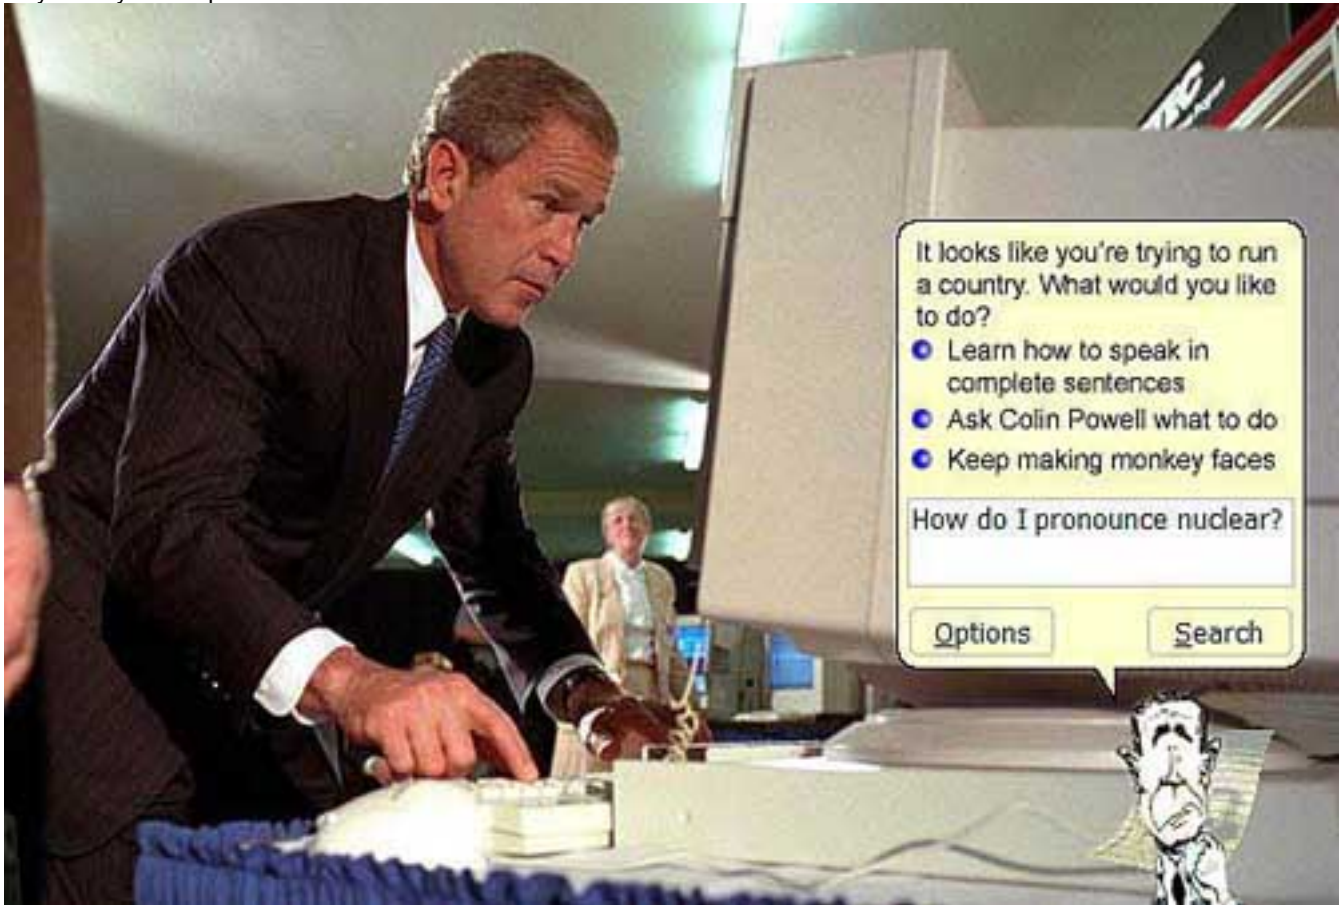 It looks like you're trying to run
a country. What would you like
to do?
Learn how to speak in
complete sentences
Ask Colin Powell what to do
Keep making monkey faces
How do I pronounce nuclear?
Options
Search